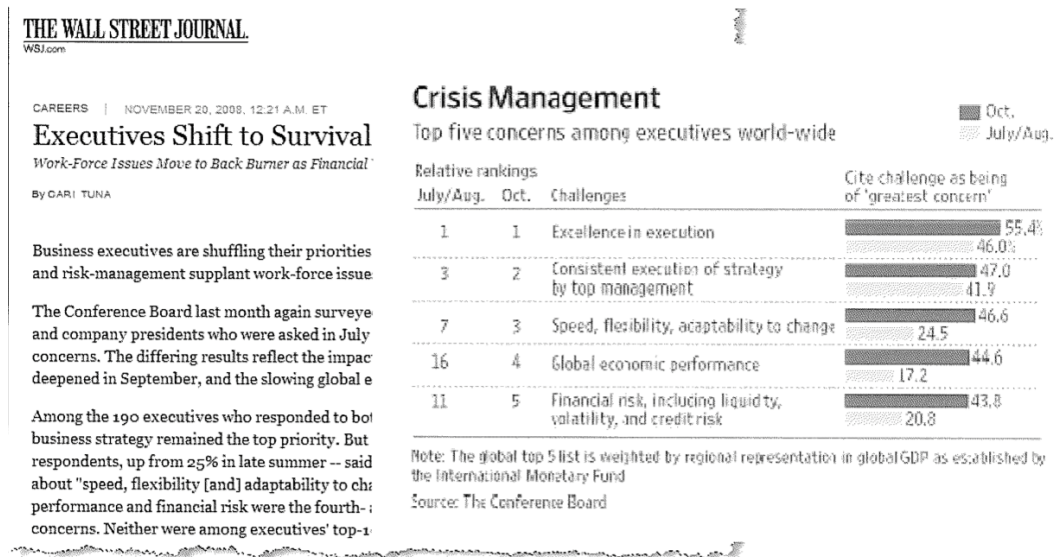 THE WALL STREET JOURNAL.
WSJ.com
CAREERS | NOVEMBER 20, 2008, 12:21 A.M. ET
Executives Shift to Survival
Work-Force Issues Move to Back Burner as Financial
By CARI TUNA
Business executives are shuffling their priorities
and risk-management supplant work-force issue
The Conference Board last month again surveye
and company presidents who were asked in July
concerns. The differing results reflect the impac
deepened in September, and the slowing global e
Among the 190 executives who responded to bot
business strategy remained the top priority. But
respondents, up from 25% in late summer -- said
about "speed, flexibility [and] adaptability to cha
performance and financial risk were the fourth-
concerns. Neither were among executives' top-1
Crisis Management
Top five concerns among executives world-wide
Oct.
July/Aug.
Relative rankings
July/Aug. Oct. Challenges
Cite challenge as being
of 'greatest concern'
1 1 Excellence in execution 55.4%
46.0%
3 2 Consistent execution of strategy 47.0
by top management 41.9
7 3 Speed, flexibility, adaptability to change 46.6
24.5
16 4 Global economic performance 44.6
17.2
11 5 Financial risk, including liquidity, 43.8
volatility, and credit risk 20.8
Note: The global top 5 list is weighted by regional representation in global GDP as established by
the International Monetary Fund
Source: The Conference Board